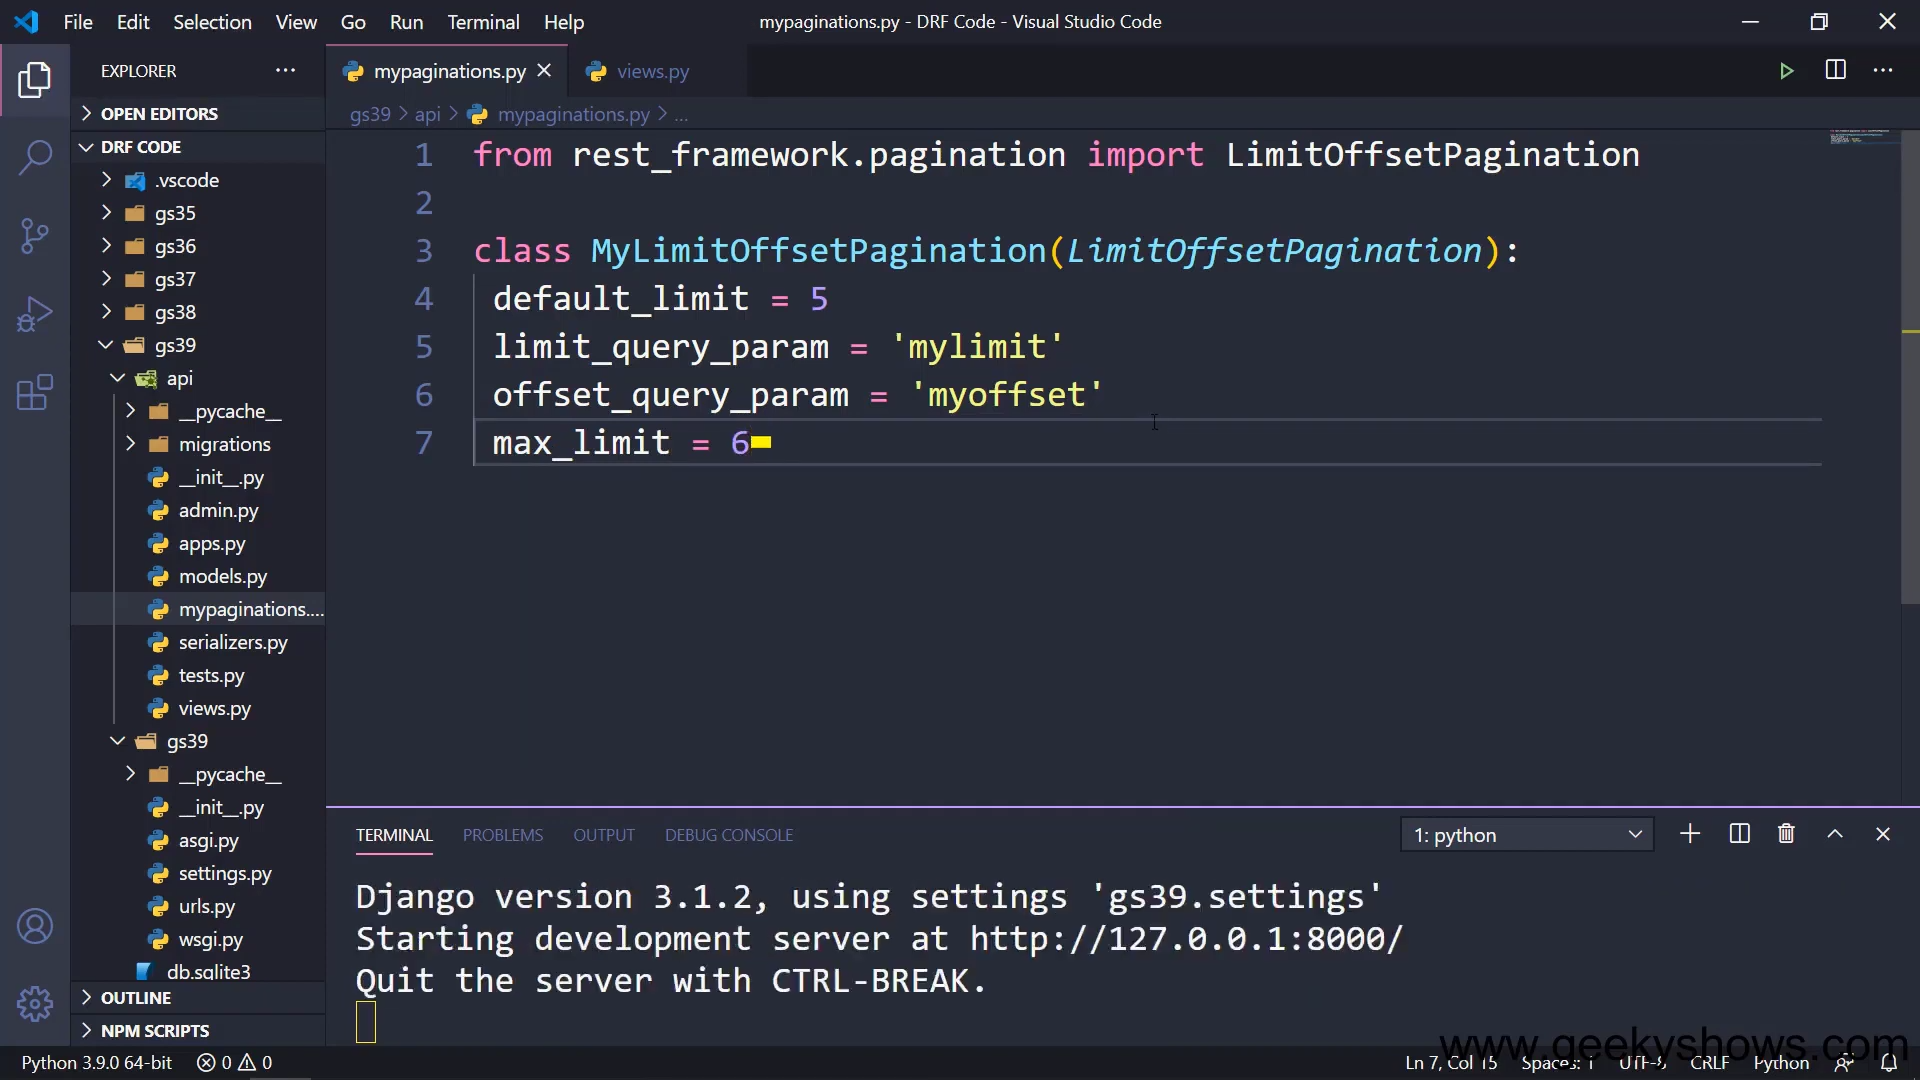 File Edit Selection View Go Run Terminal Help
mypaginations.py - DRF Code - Visual Studio Code
EXPLORER
OPEN EDITORS
DRF CODE
.vscode
gs35
gs36
gs37
gs38
gs39
api
__pycache__
migrations
__init__.py
admin.py
apps.py
models.py
mypaginations....
serializers.py
tests.py
views.py
gs39
__pycache__
__init__.py
asgi.py
settings.py
urls.py
wsgi.py
db.sqlite3
OUTLINE
NPM SCRIPTS
mypaginations.py views.py
gs39 > api > mypaginations.py > ...
1 from rest_framework.pagination import LimitOffsetPagination
2
3 class MyLimitOffsetPagination(LimitOffsetPagination):
4 default_limit = 5
5 limit_query_param = 'mylimit'
6 offset_query_param = 'myoffset'
7 max_limit = 6
TERMINAL PROBLEMS OUTPUT DEBUG CONSOLE
1: python
Django version 3.1.2, using settings 'gs39.settings'
Starting development server at http://127.0.0.1:8000/
Quit the server with CTRL-BREAK.
www.geekyshows.com
Python 3.9.0 64-bit 0 0 Ln 7, Col 15 Spaces: 1 UTF-8 CRLF Python